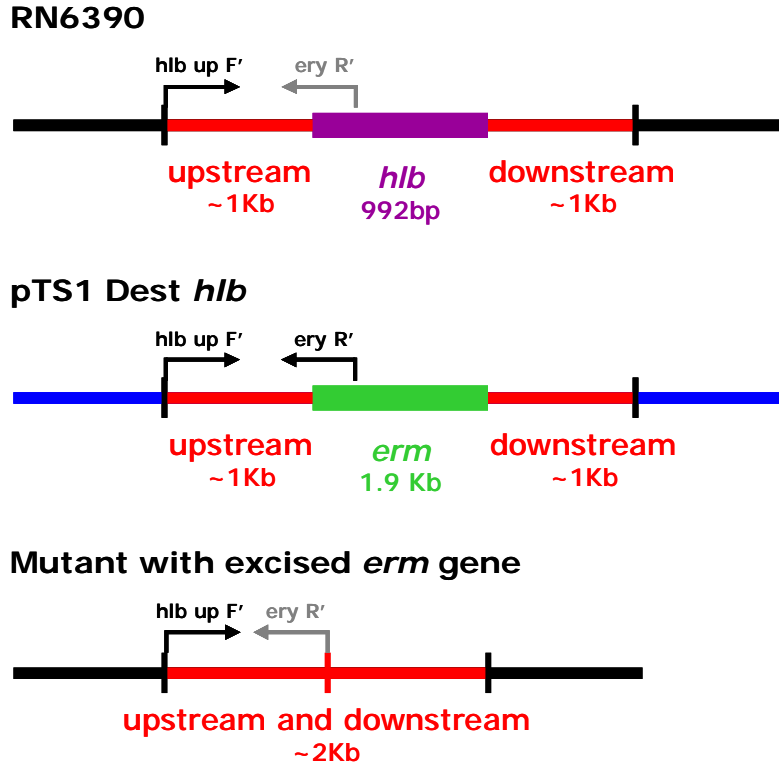 RN6390
hlb up F' ery R'
upstream hlb downstream
~1Kb 992bp ~1Kb
pTS1 Dest hlb
hlb up F' ery R'
upstream erm downstream
~1Kb 1.9 Kb ~1Kb
Mutant with excised erm gene
hlb up F' ery R'
upstream and downstream
~2Kb